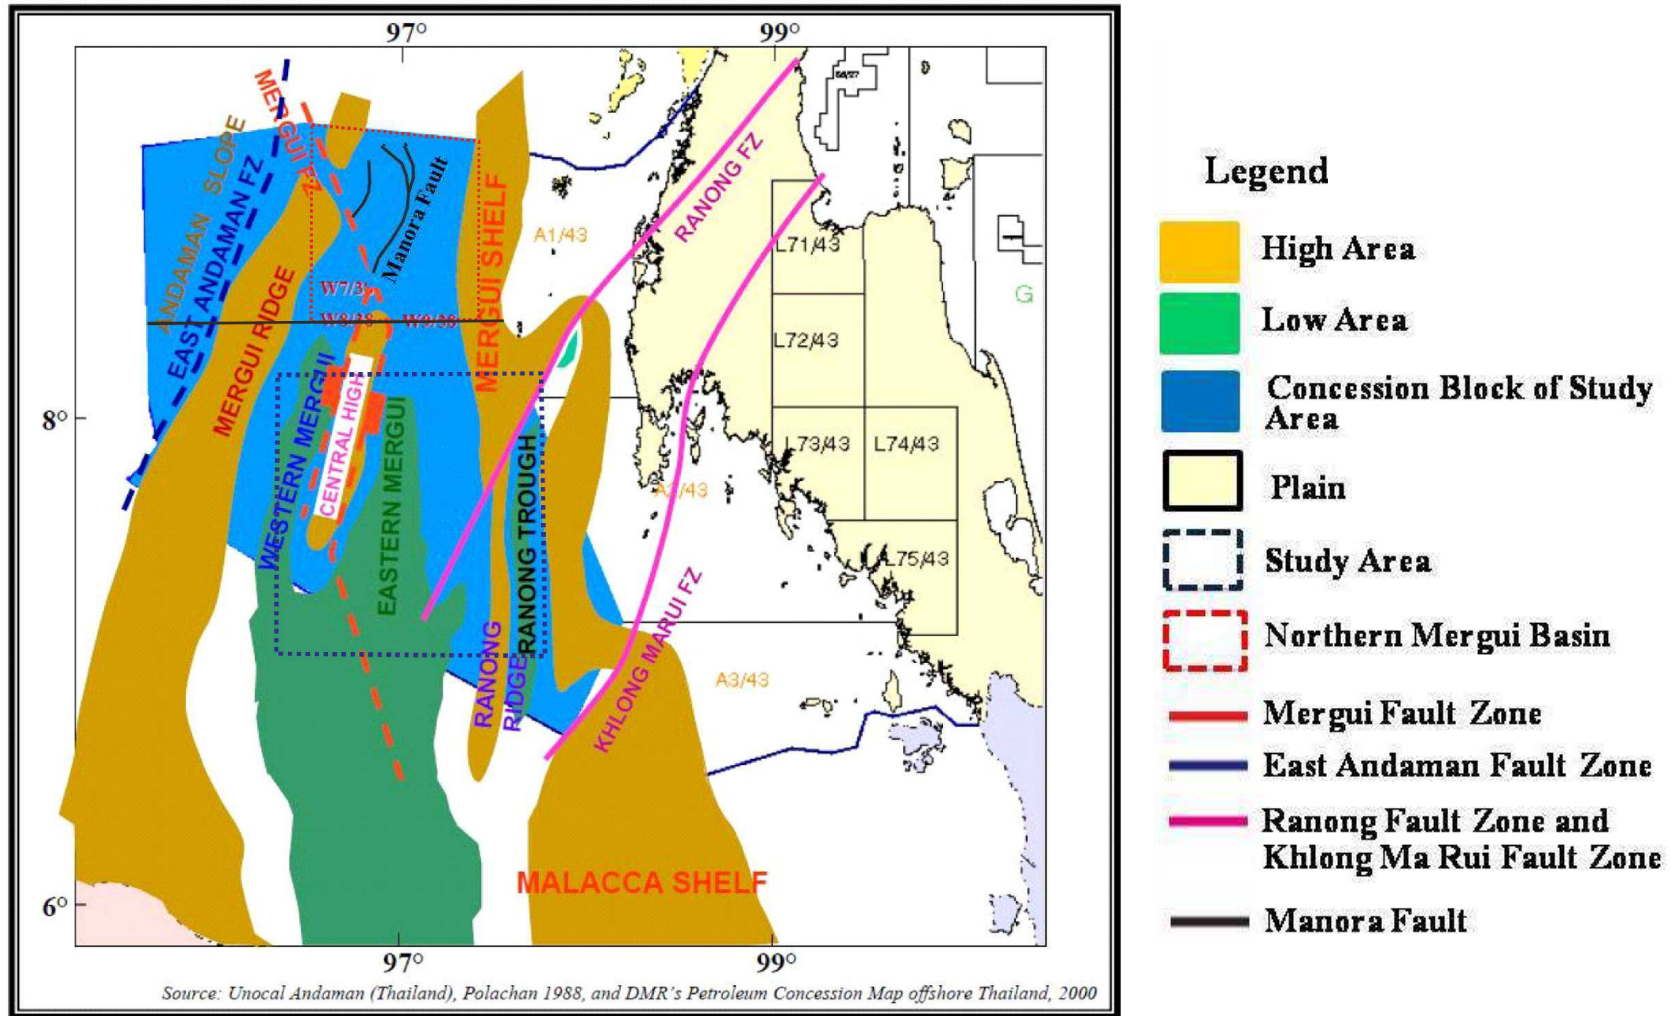 97°
99°
MERGUI FZ
ANDAMAN SLOPE
EAST ANDAMAN FZ
MERGUI RIDGE
Manora Fault
MERGUI SHELF
A1/43
RANONG FZ
L71/43
W7/38
W8/38
W9/38
G
L72/43
WESTERN MERGUI
CENTRAL HIGH
EASTERN MERGUI
8°
RANONG TROUGH
A2/43
L73/43
L74/43
L75/43
RANONG
RIDGE
KHLONG MARUI FZ
A3/43
MALACCA SHELF
6°
97°
99°
Source: Unocal Andaman (Thailand), Polachan 1988, and DMR's Petroleum Concession Map offshore Thailand, 2000
Legend
High Area
Low Area
Concession Block of Study
Area
Plain
Study Area
Northern Mergui Basin
Mergui Fault Zone
East Andaman Fault Zone
Ranong Fault Zone and
Khlong Ma Rui Fault Zone
Manora Fault